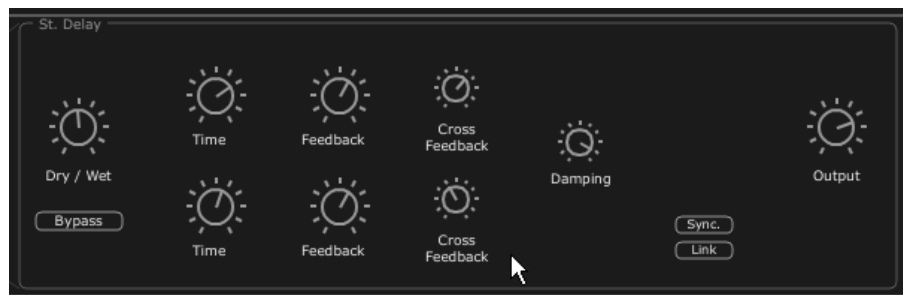 St. Delay
Dry / Wet
Bypass
Time
Feedback
Cross
Feedback
Time
Feedback
Cross
Feedback
Damping
Sync.
Link
Output